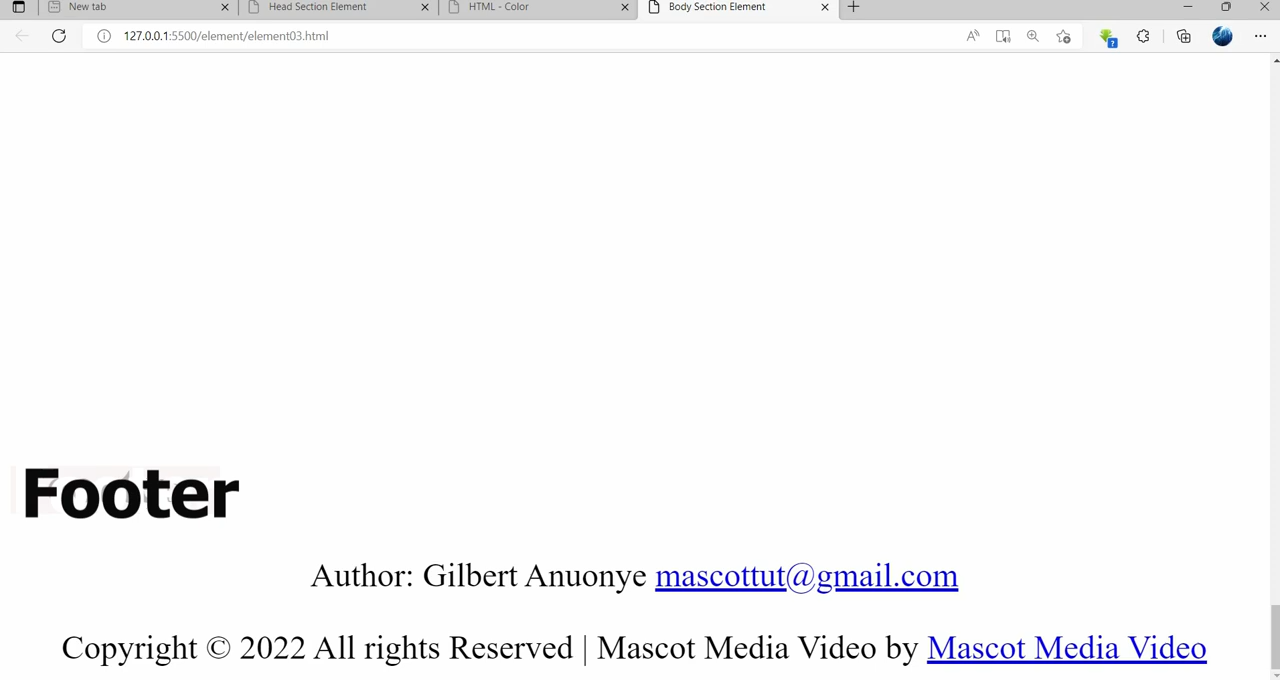 New tab
Head Section Element
HTML - Color
Body Section Element
127.0.0.1:5500/element/element03.html
Footer
Author: Gilbert Anuonye mascottut@gmail.com
Copyright © 2022 All rights Reserved | Mascot Media Video by Mascot Media Video